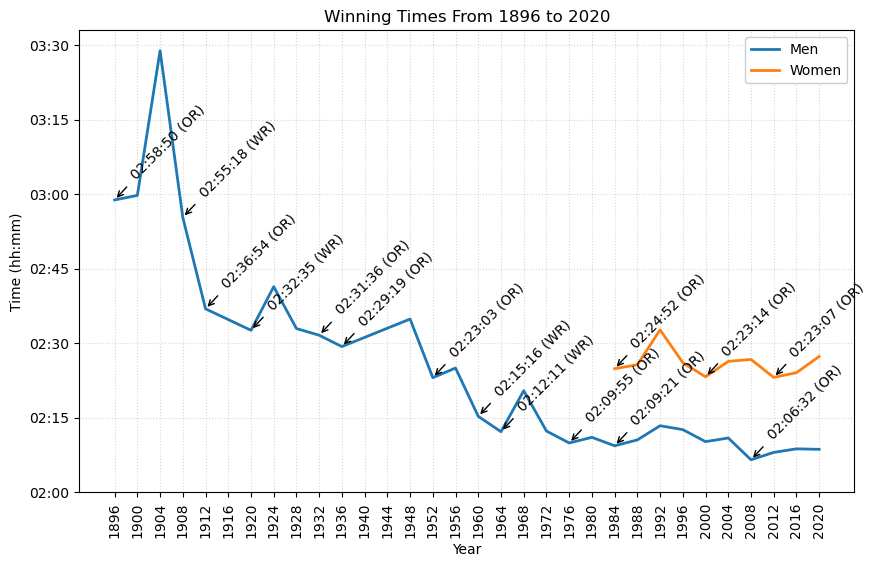 Winning Times From 1896 to 2020
Time (hh:mm)
03:30
03:15
03:00
02:45
02:30
02:15
02:00
Men
Women
02:58:50 (OR)
02:55:18 (WR)
02:36:54 (OR)
02:32:35 (WR)
02:31:36 (OR)
02:29:19 (OR)
02:23:03 (OR)
02:15:16 (WR)
02:12:11 (WR)
02:09:55 (OR)
02:09:21 (OR)
02:06:32 (OR)
02:24:52 (OR)
02:23:14 (OR)
02:23:07 (OR)
1896
1900
1904
1908
1912
1916
1920
1924
1928
1932
1936
1940
1944
1948
1952
1956
1960
1964
1968
1972
1976
1980
1984
1988
1992
1996
2000
2004
2008
2012
2016
2020
Year